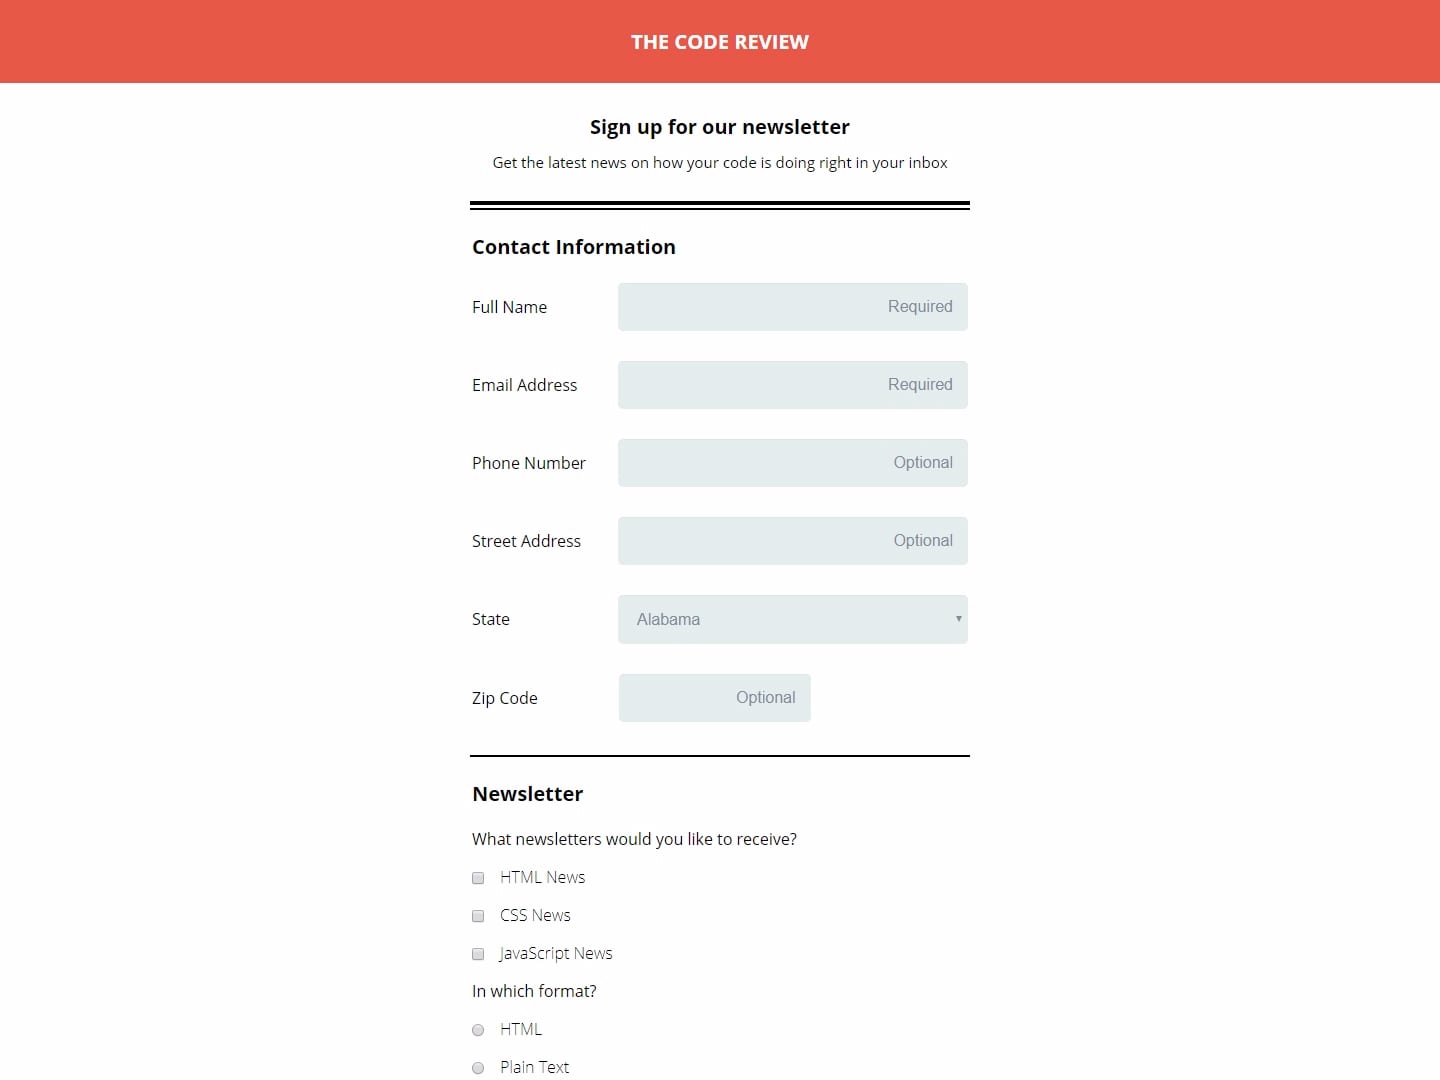 THE CODE REVIEW
Sign up for our newsletter
Get the latest news on how your code is doing right in your inbox
Contact Information
Full Name Required
Email Address Required
Phone Number Optional
Street Address Optional
State Alabama
Zip Code Optional
Newsletter
What newsletters would you like to receive?
HTML News
CSS News
JavaScript News
In which format?
HTML
Plain Text